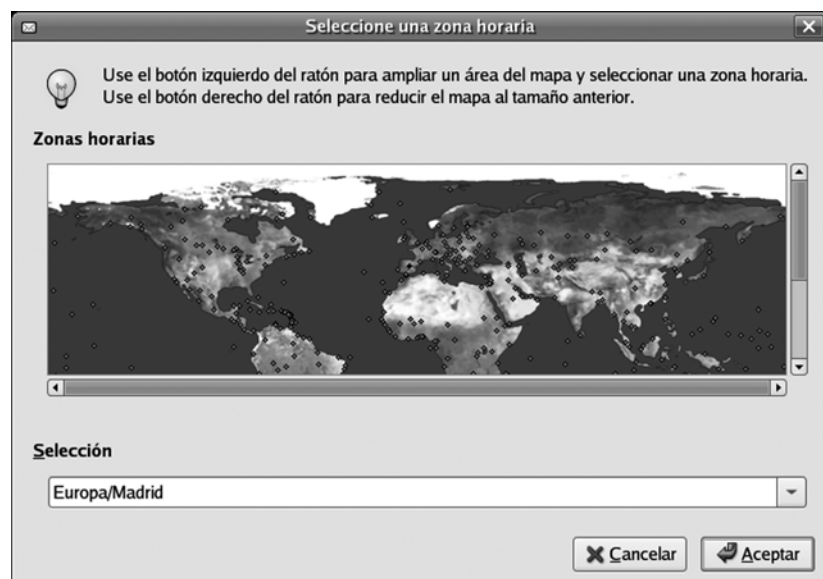 Seleccione una zona horaria
Use el botón izquierdo del ratón para ampliar un área del mapa y seleccionar una zona horaria.
Use el botón derecho del ratón para reducir el mapa al tamaño anterior.
Zonas horarias
Selección
Europa/Madrid
Cancelar
Aceptar